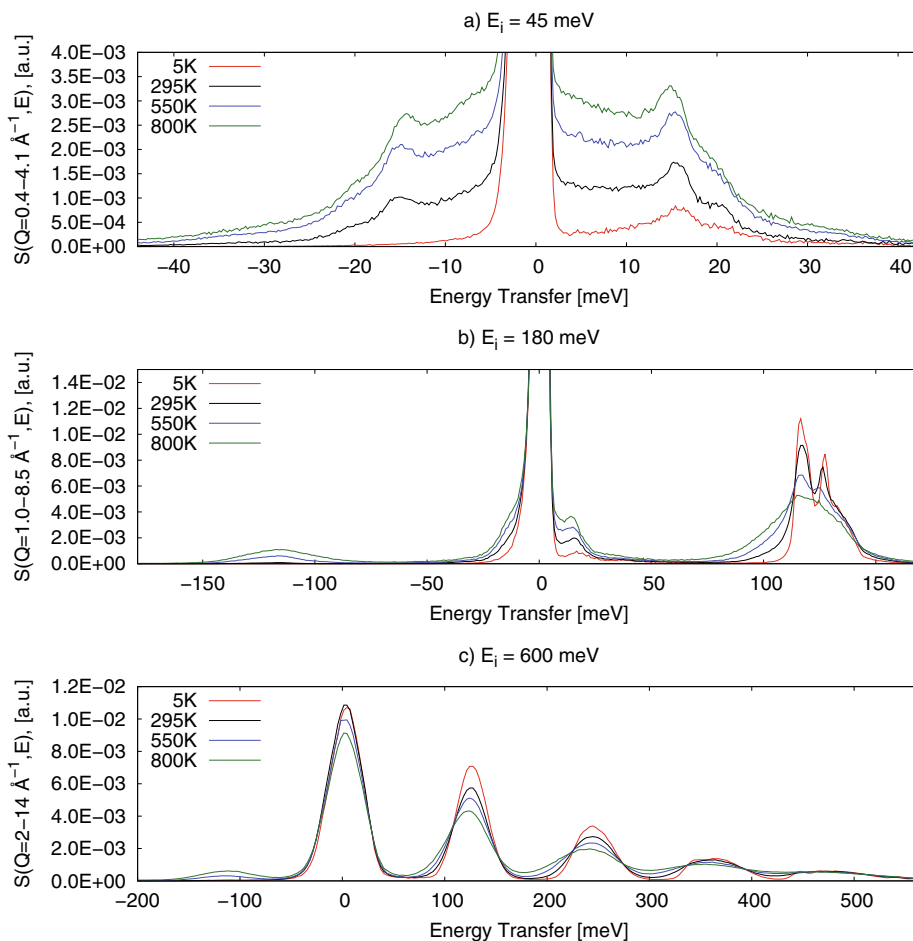 a) Ei = 45 meV
S(Q=0.4−4.1 Å−1,E), [a.u.]
4.0E−03
3.5E−03
3.0E−03
2.5E−03
2.0E−03
1.5E−03
1.0E−03
5.0E−04
0.0E+00
5K
295K
550K
800K
−40 −30 −20 −10 0 10 20 30 40
Energy Transfer [meV]
b) Ei = 180 meV
S(Q=1.0−8.5 Å−1,E), [a.u.]
1.4E−02
1.2E−02
1.0E−02
8.0E−03
6.0E−03
4.0E−03
2.0E−03
0.0E+00
5K
295K
550K
800K
−150 −100 −50 0 50 100 150
Energy Transfer [meV]
c) Ei = 600 meV
S(Q=2−14 Å−1,E), [a.u.]
1.2E−02
1.0E−02
8.0E−03
6.0E−03
4.0E−03
2.0E−03
0.0E+00
5K
295K
550K
800K
−200 −100 0 100 200 300 400 500
Energy Transfer [meV]